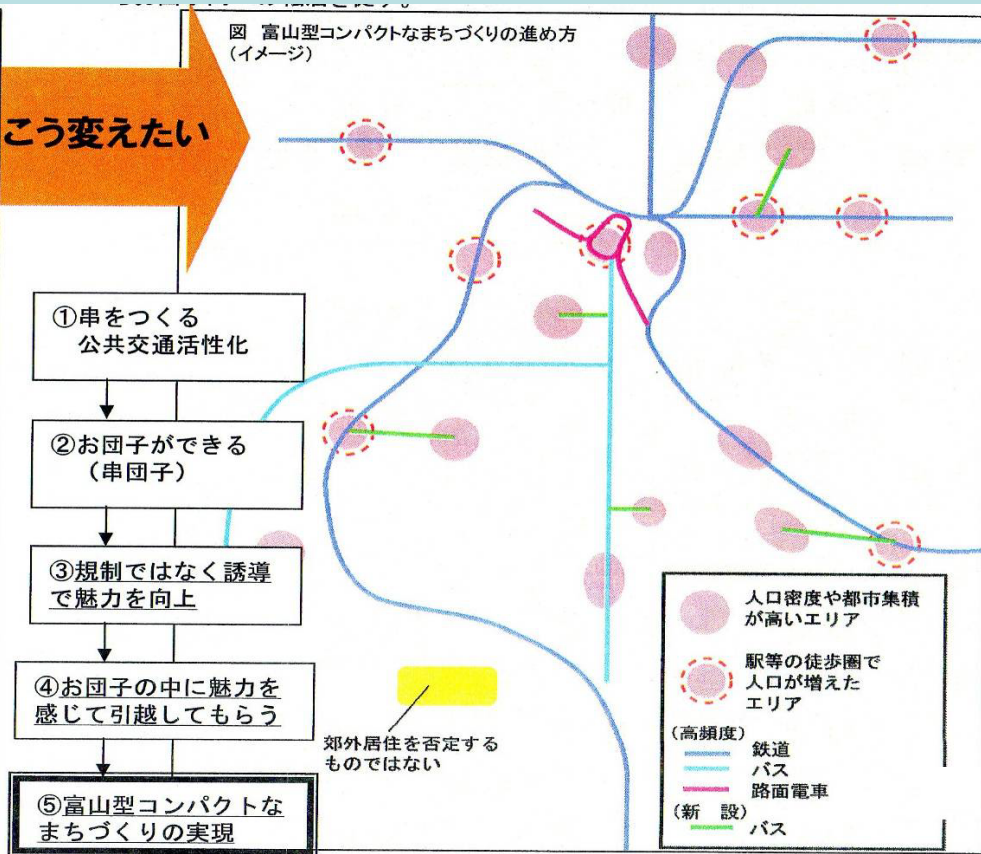 図 富山型コンパクトなまちづくりの進め方
(イメージ)
こう変えたい
①串をつくる
公共交通活性化
②お団子ができる
(串団子)
③規制ではなく誘導
で魅力を向上
④お団子の中に魅力を
感じて引越してもらう
⑤富山型コンパクトな
まちづくりの実現
郊外居住を否定する
ものではない
人口密度や都市集積
が高いエリア
駅等の徒歩圏で
人口が増えた
エリア
(高頻度)
鉄道
バス
路面電車
(新 設)
バス